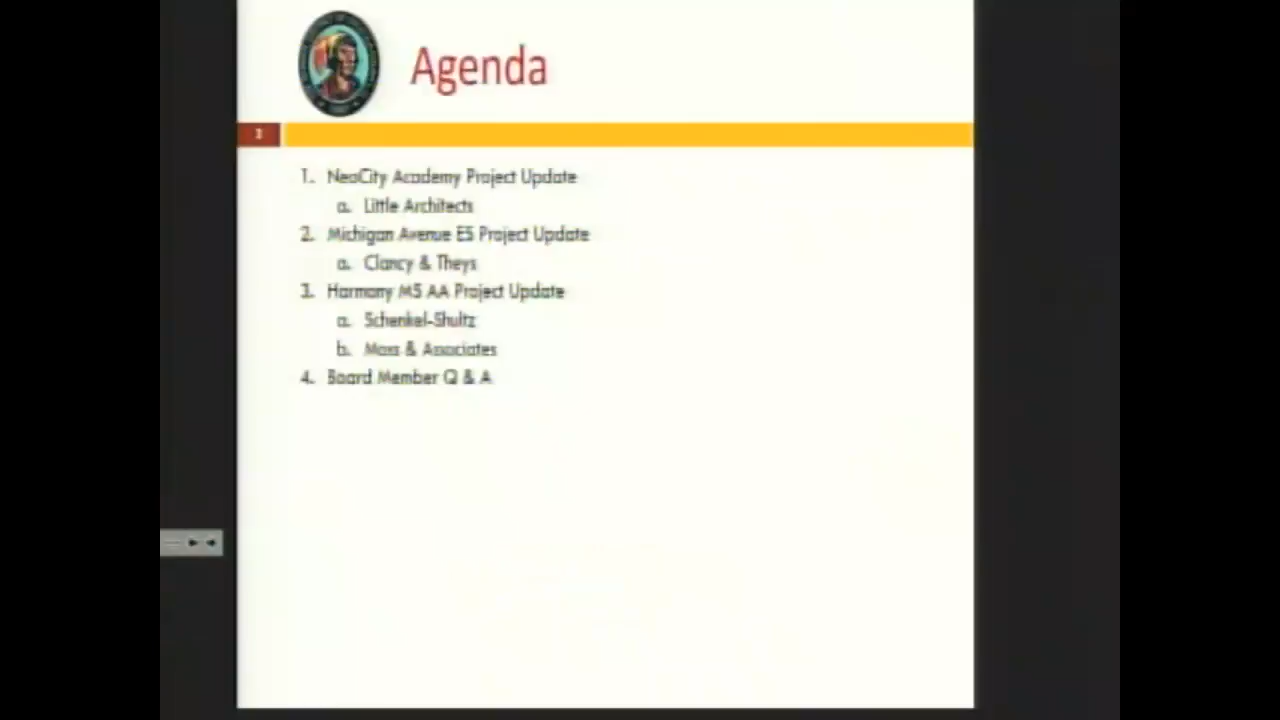 Agenda
1. NeoCity Academy Project Update
a. Little Architects
2. Michigan Avenue ES Project Update
a. Clancy & Theys
3. Harmony MS AA Project Update
a. Schenkel-Shultz
b. Moss & Associates
4. Board Member Q & A